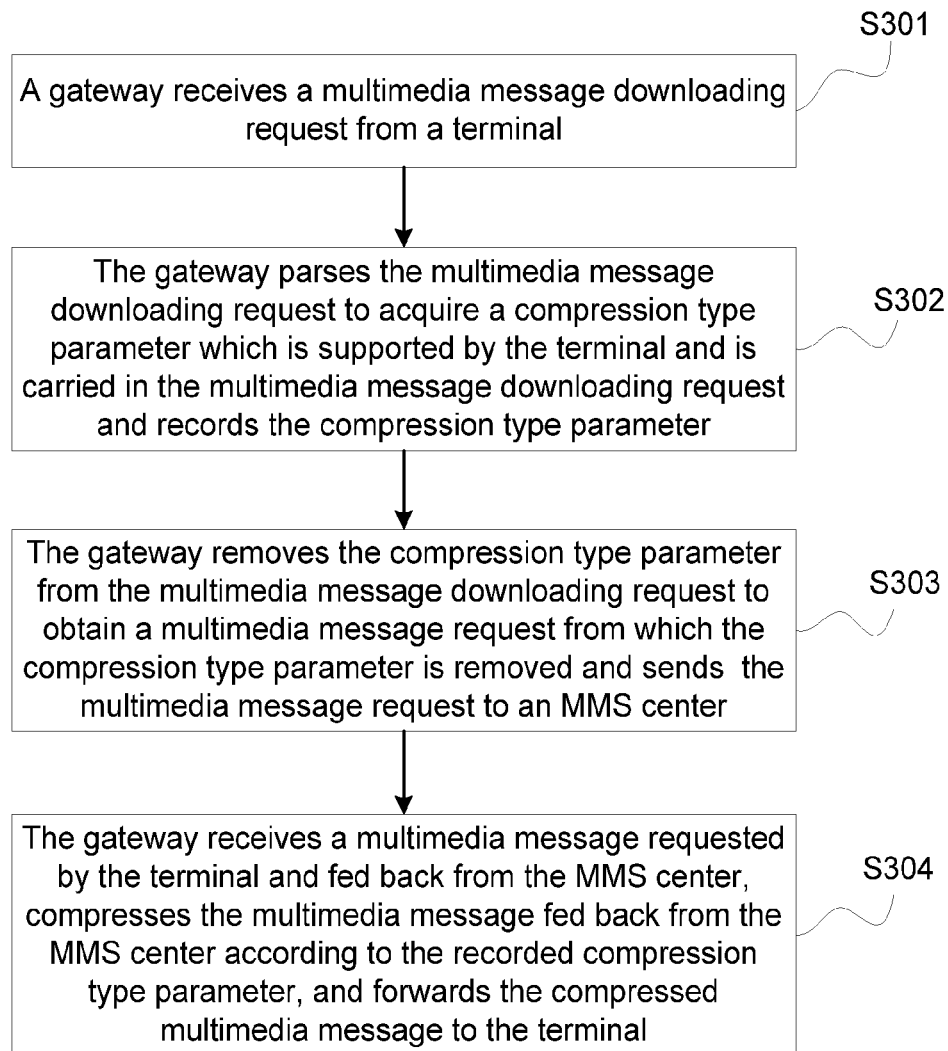 S301
A gateway receives a multimedia message downloading
request from a terminal
The gateway parses the multimedia message
downloading request to acquire a compression type
parameter which is supported by the terminal and is
carried in the multimedia message downloading request
and records the compression type parameter
S302
The gateway removes the compression type parameter
from the multimedia message downloading request to
obtain a multimedia message request from which the
compression type parameter is removed and sends the
multimedia message request to an MMS center
S303
The gateway receives a multimedia message requested
by the terminal and fed back from the MMS center,
compresses the multimedia message fed back from the
MMS center according to the recorded compression
type parameter, and forwards the compressed
multimedia message to the terminal
S304